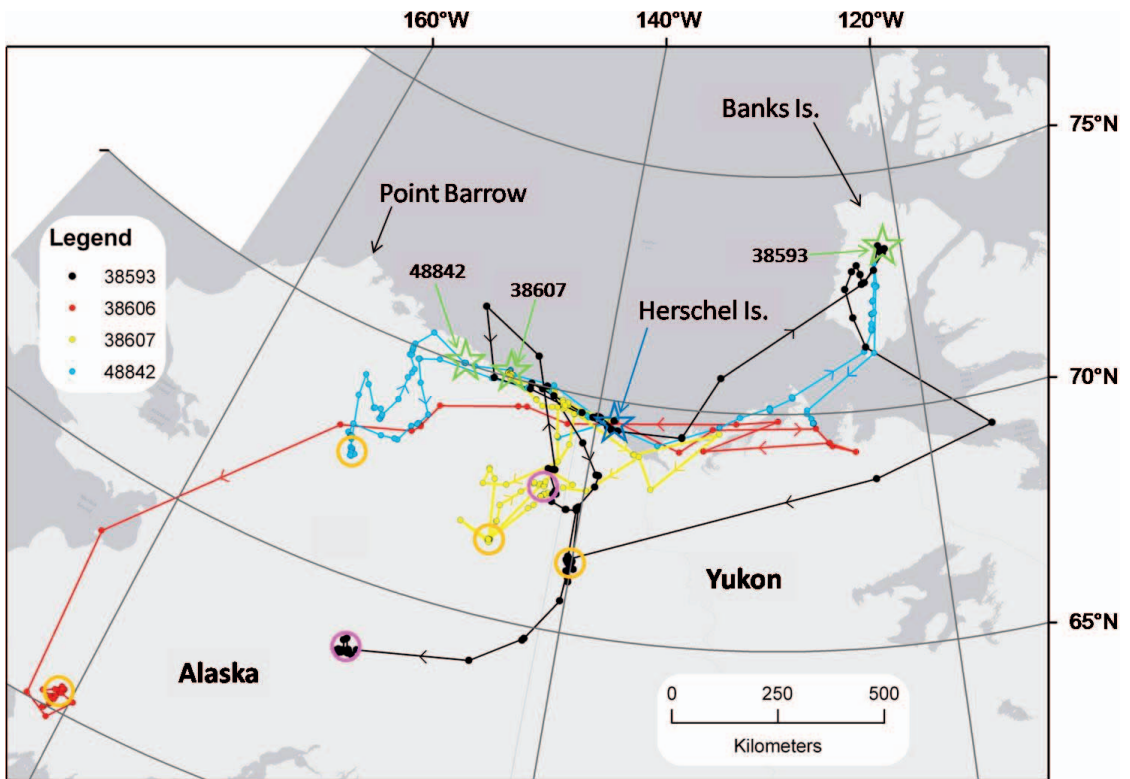 160°W 140°W 120°W
75°N
Banks Is.
Point Barrow
Legend
38593
38606
38607
48842
48842
38607
38593
Herschel Is.
70°N
Yukon
65°N
Alaska
0 250 500
Kilometers